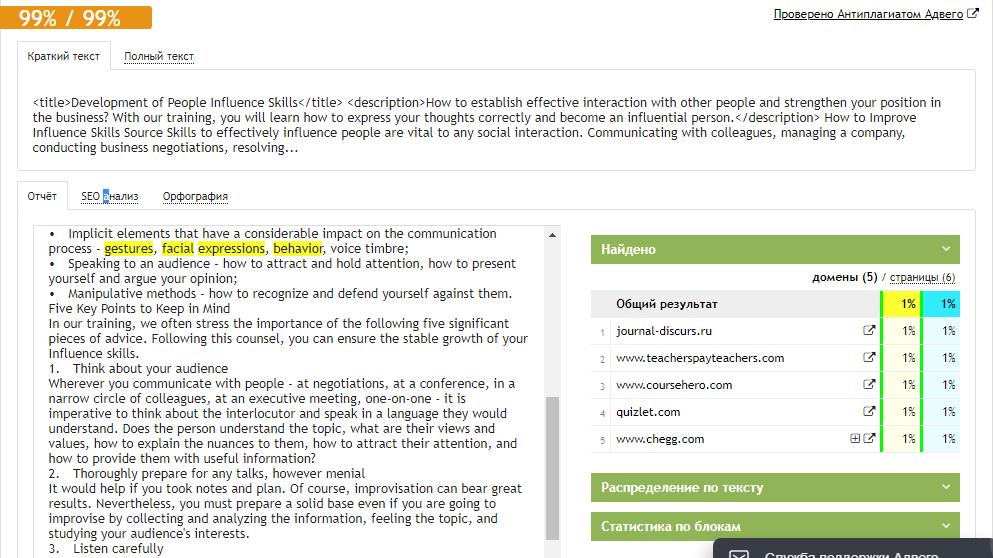 99% / 99%
Проверено Антиплагиатом Адвего
Краткий текст
Полный текст
<title>Development of People Influence Skills</title> <description>How to establish effective interaction with other people and strengthen your position in
the business? With our training, you will learn how to express your thoughts correctly and become an influential person.</description> How to Improve
Influence Skills Source Skills to effectively influence people are vital to any social interaction. Communicating with colleagues, managing a company,
conducting business negotiations, resolving...
Отчёт
SEO анализ
Орфография
• Implicit elements that have a considerable impact on the communication
process - gestures, facial expressions, behavior, voice timbre;
• Speaking to an audience - how to attract and hold attention, how to present
yourself and argue your opinion;
• Manipulative methods - how to recognize and defend yourself against them.
Five Key Points to Keep in Mind
In our training, we often stress the importance of the following five significant
pieces of advice. Following this counsel, you can ensure the stable growth of your
Influence skills.
1. Think about your audience
Wherever you communicate with people - at negotiations, at a conference, in a
narrow circle of colleagues, at an executive meeting, one-on-one - it is
imperative to think about the interlocutor and speak in a language they would
understand. Does the person understand the topic, what are their views and
values, how to explain the nuances to them, how to attract their attention, and
how to provide them with useful information?
2. Thoroughly prepare for any talks, however menial
It would help if you took notes and plan. Of course, improvisation can bear great
results. Nevertheless, you must prepare a solid base even if you are going to
improvise by collecting and analyzing the information, feeling the topic, and
studying your audience's interests.
3. Listen carefully
Найдено
домены (5) / страницы (6)
Общий результат 1% 1%
1 journal-discurs.ru 1% 1%
2 www.teacherspayteachers.com 1% 1%
3 www.coursehero.com 1% 1%
4 quizlet.com 1% 1%
5 www.chegg.com 1% 1%
Распределение по тексту
Статистика по блокам
Служба поддержки Адвего